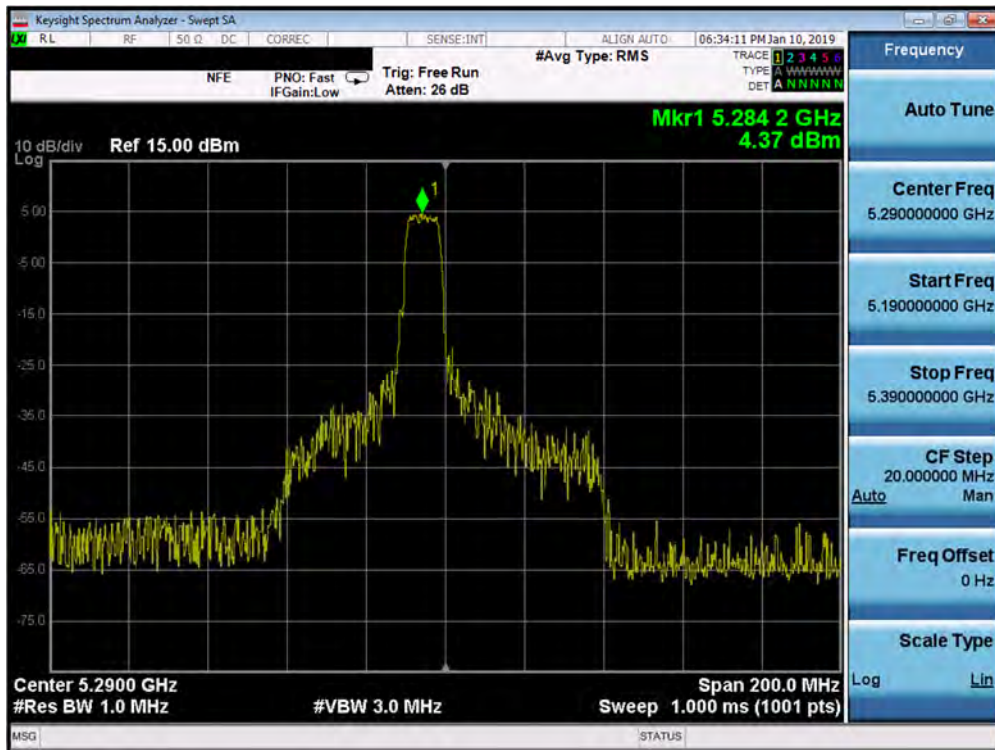 Keysight Spectrum Analyzer - Swept SA
LXI RL RF 50 Ω DC CORREC SENSE:INT ALIGN AUTO 06:34:11 PM Jan 10, 2019
#Avg Type: RMS TRACE 1 2 3 4 5 6
NFE PNO: Fast Trig: Free Run TYPE A WWWWW
IFGain:Low Atten: 26 dB DET A N N N N N
Mkr1 5.284 2 GHz
4.37 dBm
10 dB/div Ref 15.00 dBm
Log
1
5.00
-5.00
-15.0
-25.0
-35.0
-45.0
-55.0
-65.0
-75.0
Center 5.2900 GHz Span 200.0 MHz
#Res BW 1.0 MHz #VBW 3.0 MHz Sweep 1.000 ms (1001 pts)
MSG STATUS
Frequency
Auto Tune
Center Freq
5.290000000 GHz
Start Freq
5.190000000 GHz
Stop Freq
5.390000000 GHz
CF Step
20.000000 MHz
Auto Man
Freq Offset
0 Hz
Scale Type
Log Lin